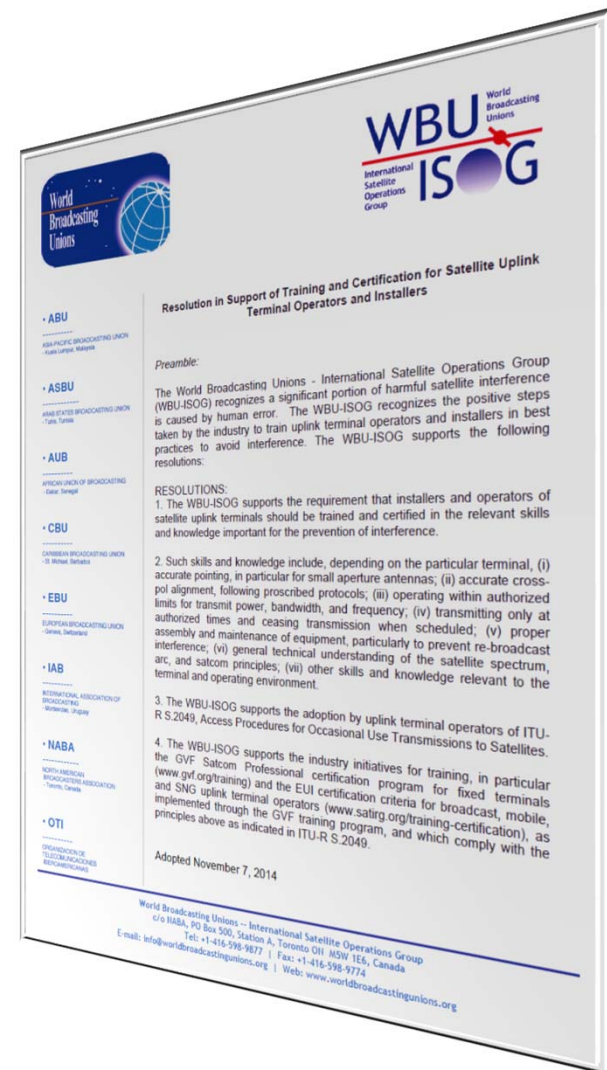 World
Broadcasting
Unions
WBU
World
Broadcasting
Unions
International
Satellite
Operations
Group
ISOG
Resolution in Support of Training and Certification for Satellite Uplink
Terminal Operators and Installers
• ABU
ASIA-PACIFIC BROADCASTING UNION
- Kuala Lumpur, Malaysia
• ASBU
ARAB STATES BROADCASTING UNION
- Tunis, Tunisia
• AUB
AFRICAN UNION OF BROADCASTING
- Dakar, Senegal
• CBU
CARIBBEAN BROADCASTING UNION
- St. Michael, Barbados
• EBU
EUROPEAN BROADCASTING UNION
- Geneva, Switzerland
• IAB
INTERNATIONAL ASSOCIATION OF
BROADCASTING
- Montevideo, Uruguay
• NABA
NORTH AMERICAN
BROADCASTERS ASSOCIATION
- Toronto, Canada
• OTI
ORGANIZACION DE
TELECOMUNICACIONES
IBEROAMERICANAS
Preamble:
The World Broadcasting Unions - International Satellite Operations Group
(WBU-ISOG) recognizes a significant portion of harmful satellite interference
is caused by human error. The WBU-ISOG recognizes the positive steps
taken by the industry to train uplink terminal operators and installers in best
practices to avoid interference. The WBU-ISOG supports the following
resolutions:
RESOLUTIONS:
1. The WBU-ISOG supports the requirement that installers and operators of
satellite uplink terminals should be trained and certified in the relevant skills
and knowledge important for the prevention of interference.
2. Such skills and knowledge include, depending on the particular terminal, (i)
accurate pointing, in particular for small aperture antennas; (ii) accurate cross-
pol alignment, following proscribed protocols; (iii) operating within authorized
limits for transmit power, bandwidth, and frequency; (iv) transmitting only at
authorized times and ceasing transmission when scheduled; (v) proper
assembly and maintenance of equipment, particularly to prevent re-broadcast
interference; (vi) general technical understanding of the satellite spectrum,
arc, and satcom principles; (vii) other skills and knowledge relevant to the
terminal and operating environment.
3. The WBU-ISOG supports the adoption by uplink terminal operators of ITU-
R S.2049, Access Procedures for Occasional Use Transmissions to Satellites.
4. The WBU-ISOG supports the industry initiatives for training, in particular
the GVF Satcom Professional certification program for fixed terminals
(www.gvf.org/training) and the EUI certification criteria for broadcast, mobile,
and SNG uplink terminal operators (www.satirg.org/training-certification), as
implemented through the GVF training program, and which comply with the
principles above as indicated in ITU-R S.2049.
Adopted November 7, 2014
World Broadcasting Unions -- International Satellite Operations Group
c/o NABA, PO Box 500, Station A, Toronto ON M5W 1E6, Canada
Tel: +1-416-598-9877 | Fax: +1-416-598-9774
E-mail: info@worldbroadcastingunions.org | Web: www.worldbroadcastingunions.org